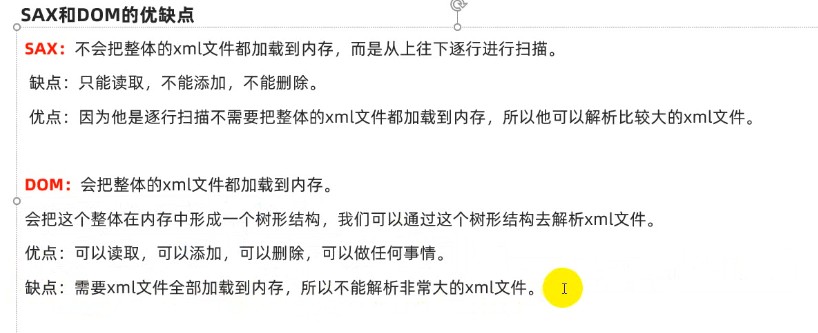 SAX和DOM的优缺点
SAX：不会把整体的xml文件都加载到内存，而是从上往下逐行进行扫描。
缺点：只能读取，不能添加，不能删除。
优点：因为他是逐行扫描不需要把整体的xml文件都加载到内存，所以他可以解析比较大的xml文件。
DOM：会把整体的xml文件都加载到内存。
会把这个整体在内存中形成一个树形结构，我们可以通过这个树形结构去解析xml文件。
优点：可以读取，可以添加，可以删除，可以做任何事情。
缺点：需要xml文件全部加载到内存，所以不能解析非常大的xml文件。